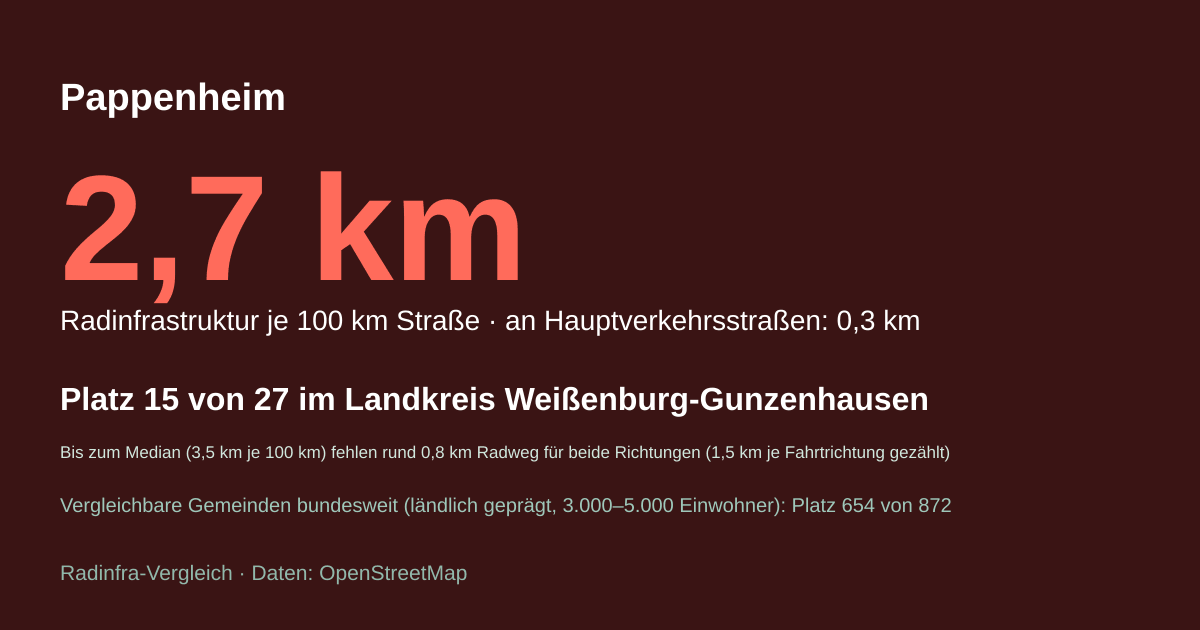 Pappenheim
2,7 km
Radinfrastruktur je 100 km Straße · an Hauptverkehrsstraßen: 0,3 km
Platz 15 von 27 im Landkreis Weißenburg-Gunzenhausen
Bis zum Median (3,5 km je 100 km) fehlen rund 0,8 km Radweg für beide Richtungen (1,5 km je Fahrtrichtung gezählt)
Vergleichbare Gemeinden bundesweit (ländlich geprägt, 3.000–5.000 Einwohner): Platz 654 von 872
Radinfra-Vergleich · Daten: OpenStreetMap